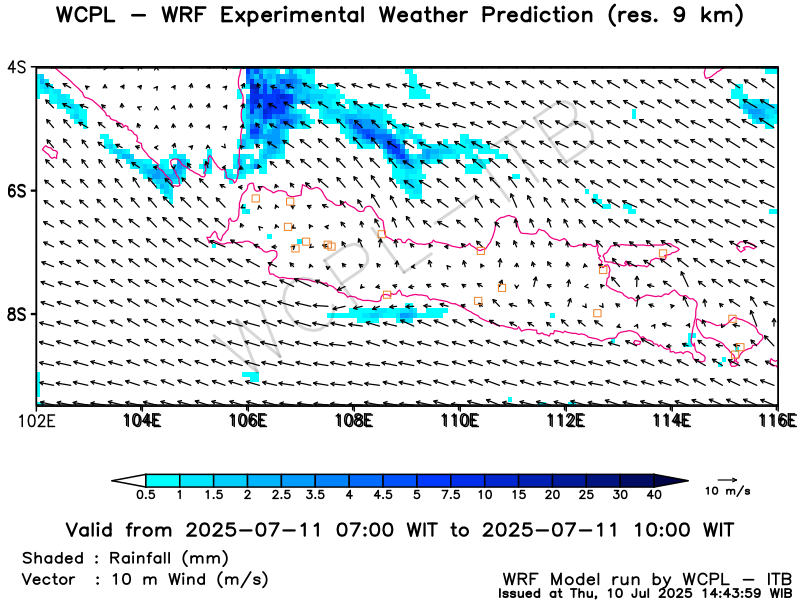 WCPL – WRF Experimental Weather Prediction (res. 9 km)
4S
6S
8S
WCPL-ITB
102E 104E 106E 108E 110E 112E 114E 116E
0.5 1 1.5 2 2.5 3.5 4 4.5 5 7.5 10 15 20 25 30 40
10 m/s
Valid from 2025-07-11 07:00 WIT to 2025-07-11 10:00 WIT
Shaded : Rainfall (mm)
Vector : 10 m Wind (m/s)
WRF Model run by WCPL – ITB
Issued at Thu, 10 Jul 2025 14:43:59 WIB